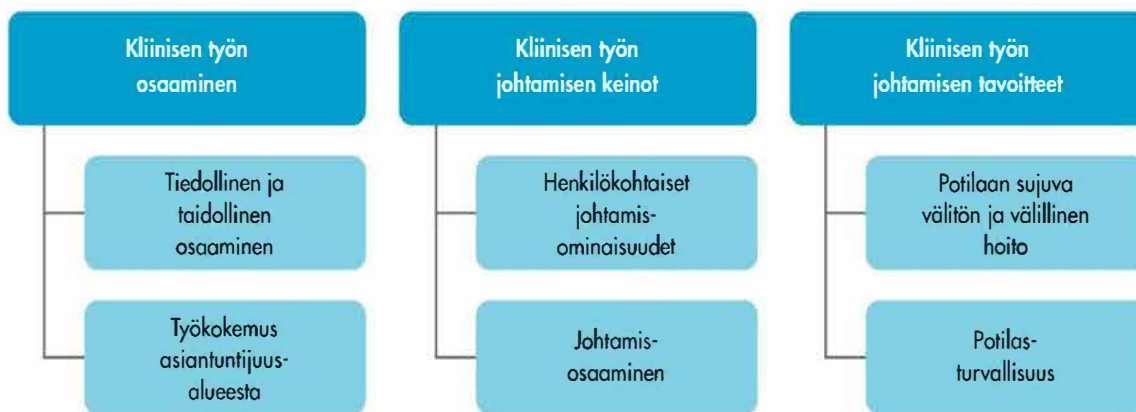 Kliinisen työn
osaaminen
Tiedollinen ja
taidollinen
osaaminen
Työkokemus
asiantuntijuus-
alueesta
Kliinisen työn
johtamisen keinot
Henkilökohtaiset
johtamis-
ominaisuudet
Johtamis-
osaaminen
Kliinisen työn
johtamisen tavoitteet
Potilaan sujuva
välitön ja välillinen
hoito
Potilas-
turvallisuus